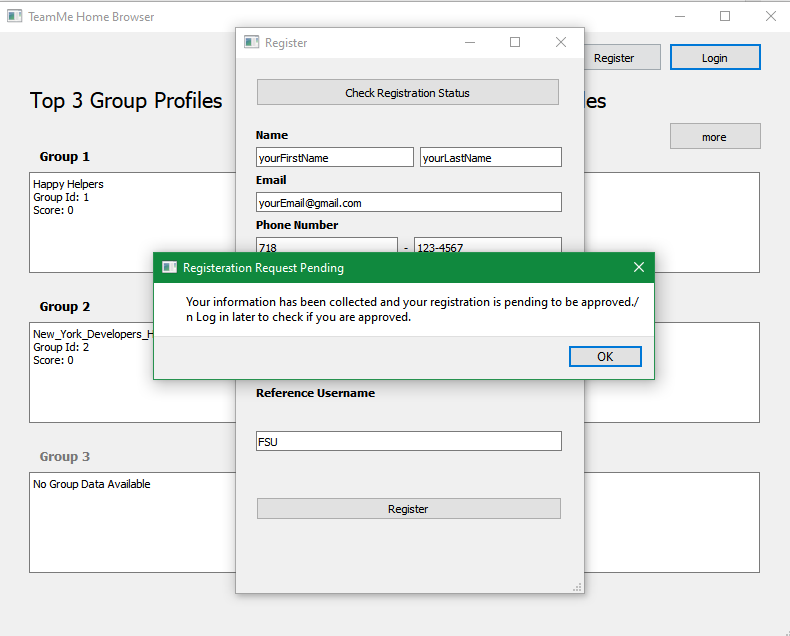 TeamMe Home Browser
Register
Register
Login
Top 3 Group Profiles
les
Check Registration Status
more
Name
Group 1
yourFirstName
yourLastName
Happy Helpers
Group Id: 1
Score: 0
Email
yourEmail@gmail.com
Phone Number
718 - 123-4567
Registeration Request Pending
Your information has been collected and your registration is pending to be approved./
n Log in later to check if you are approved.
OK
Group 2
New_York_Developers_H
Group Id: 2
Score: 0
Reference Username
FSU
Group 3
No Group Data Available
Register